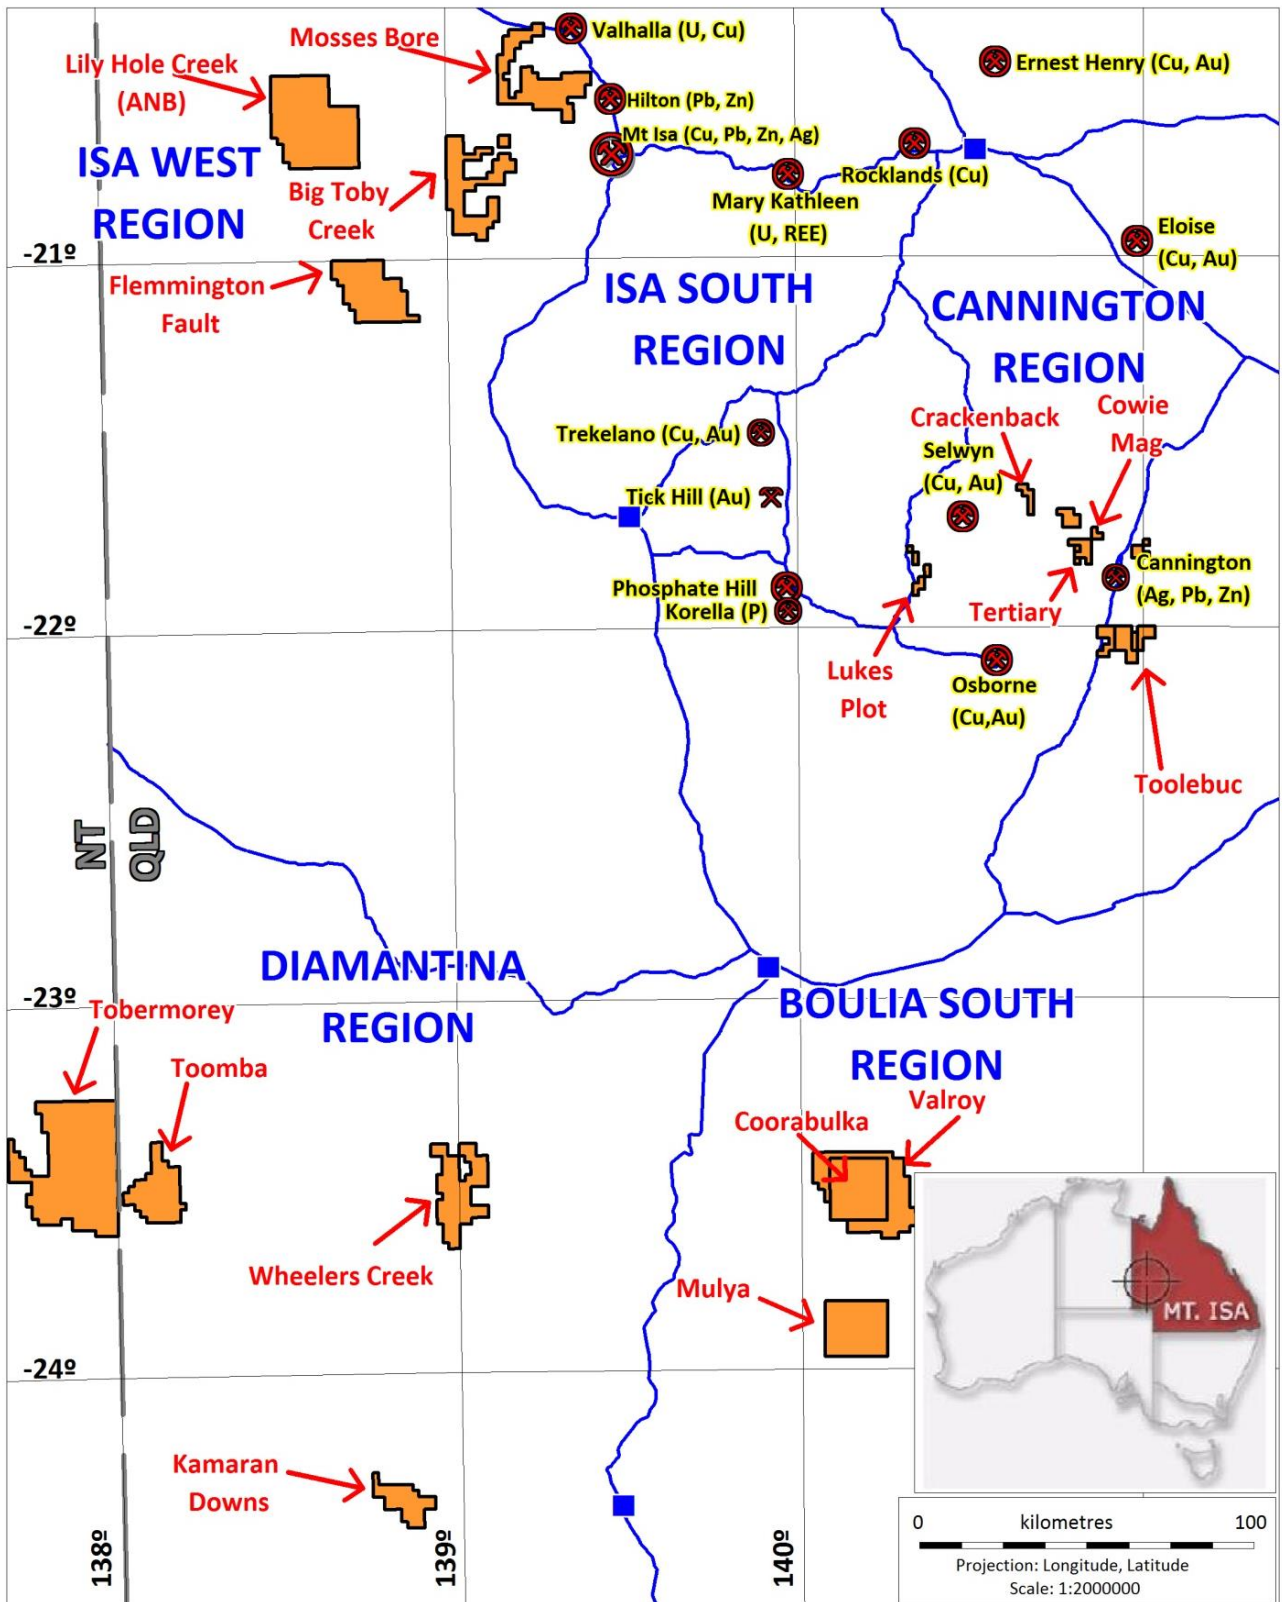 Mosses Bore
Valhalla (U, Cu)
Lily Hole Creek
(ANB)
Ernest Henry (Cu, Au)
Hilton (Pb, Zn)
Mt Isa (Cu, Pb, Zn, Ag)
ISA WEST
REGION
Big Toby
Creek
Rocklands (Cu)
Mary Kathleen
(U, REE)
Eloise
(Cu, Au)
-21º
Flemmington
Fault
ISA SOUTH
REGION
CANNINGTON
REGION
Trekelano (Cu, Au)
Tick Hill (Au)
Crackenback
Cowie
Mag
Selwyn
(Cu, Au)
Phosphate Hill
Korella (P)
Cannington
(Ag, Pb, Zn)
Tertiary
-22º
Lukes
Plot
Osborne
(Cu,Au)
Toolebuc
NT
QLD
DIAMANTINA
REGION
-23º
BOULIA SOUTH
REGION
Tobermorey
Toomba
Coorabulka
Valroy
Wheelers Creek
Mulya
MT. ISA
-24º
Kamaran
Downs
138º
139º
140º
0 kilometres 100
Projection: Longitude, Latitude
Scale: 1:2000000